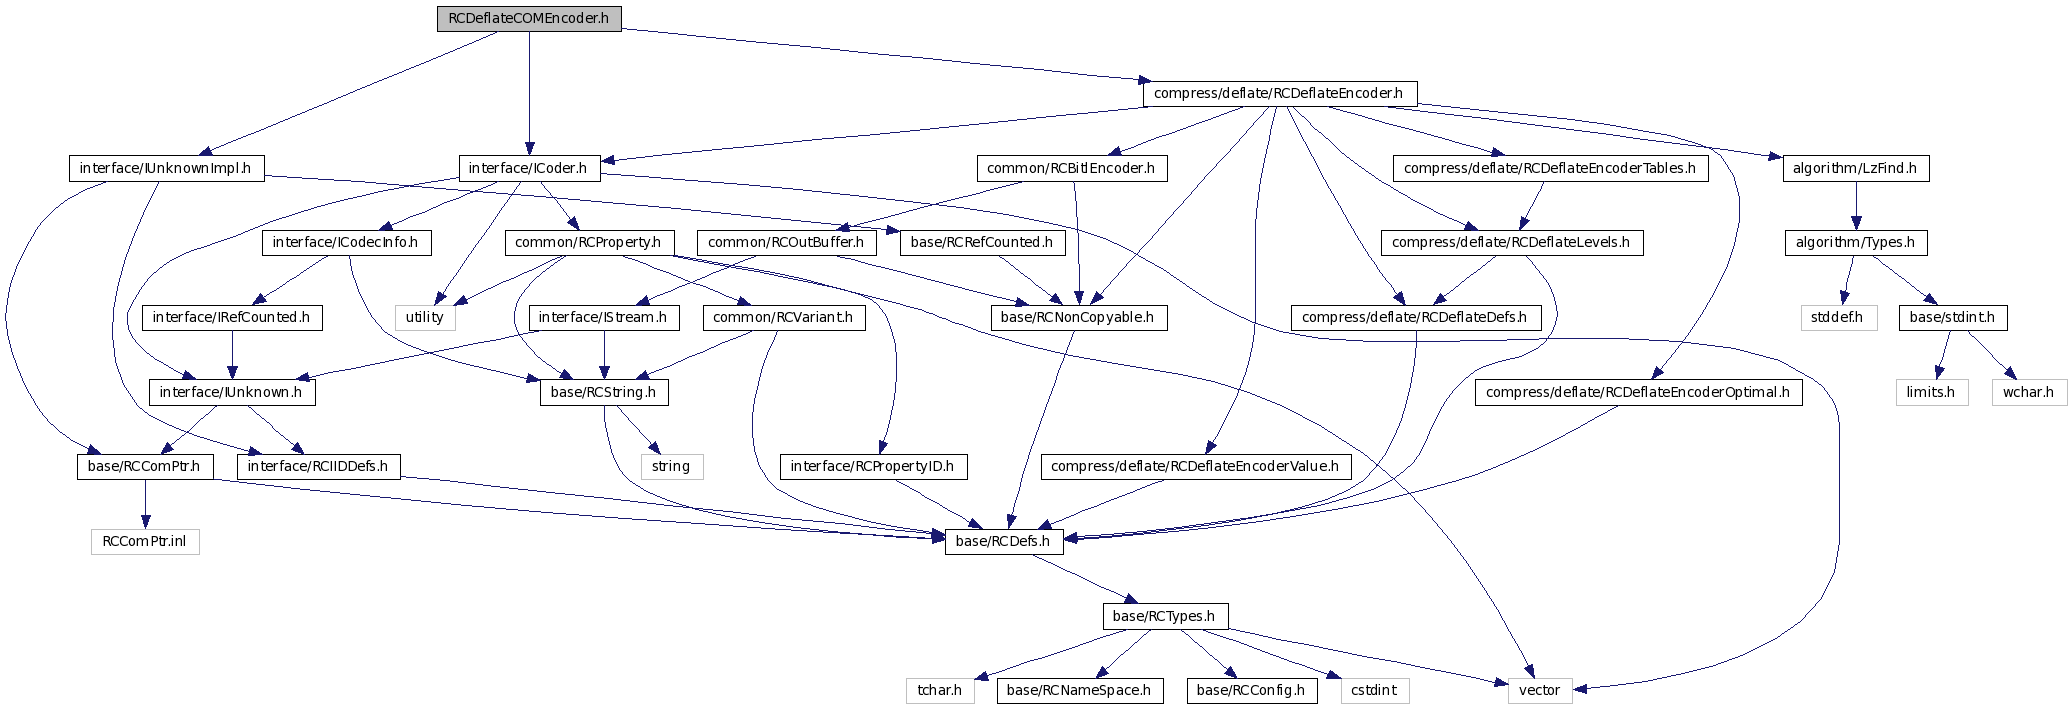 RCDeflateCOMEncoder.h
compress/deflate/RCDeflateEncoder.h
interface/IUnknownImpl.h
interface/ICoder.h
common/RCBitlEncoder.h
compress/deflate/RCDeflateEncoderTables.h
algorithm/LzFind.h
interface/ICodecInfo.h
common/RCProperty.h
common/RCOutBuffer.h
base/RCRefCounted.h
compress/deflate/RCDeflateLevels.h
algorithm/Types.h
interface/IRefCounted.h
utility
interface/IStream.h
common/RCVariant.h
base/RCNonCopyable.h
compress/deflate/RCDeflateDefs.h
stddef.h
base/stdint.h
interface/IUnknown.h
base/RCString.h
compress/deflate/RCDeflateEncoderOptimal.h
limits.h
wchar.h
base/RCComPtr.h
interface/RCIIDDefs.h
string
interface/RCPropertyID.h
compress/deflate/RCDeflateEncoderValue.h
RCComPtr.inl
base/RCDefs.h
base/RCTypes.h
tchar.h
base/RCNameSpace.h
base/RCConfig.h
cstdint
vector